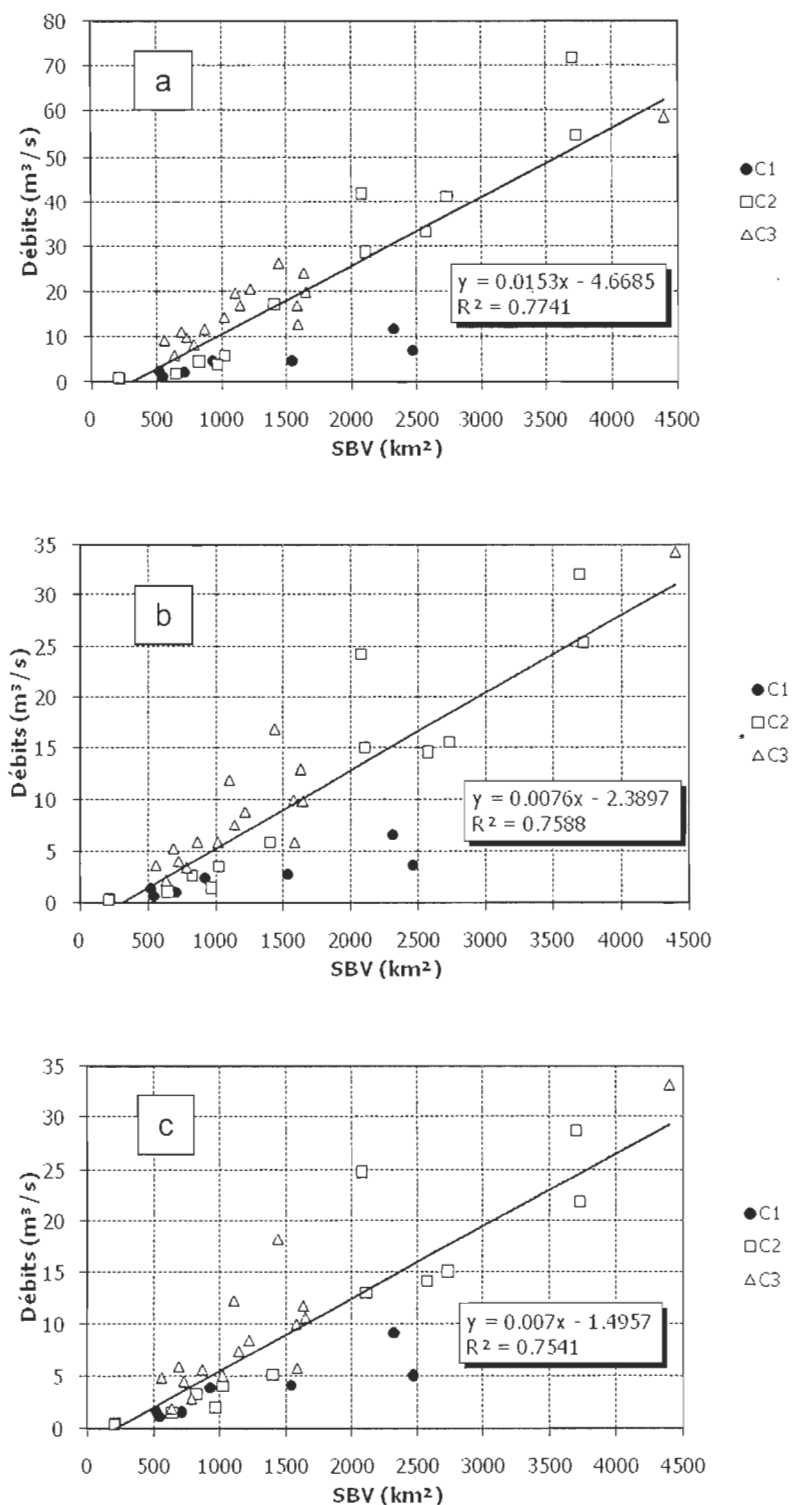 80
70
60
50
40
30
20
10
0
Débits (m³/s)
a
y = 0.0153x - 4.6685
R² = 0.7741
0 500 1000 1500 2000 2500 3000 3500 4000 4500
SBV (km²)
C1
C2
C3
35
30
25
20
15
10
5
0
Débits (m³/s)
b
y = 0.0076x - 2.3897
R² = 0.7588
0 500 1000 1500 2000 2500 3000 3500 4000 4500
SBV (km²)
C1
C2
C3
35
30
25
20
15
10
5
0
Débits (m³/s)
c
y = 0.007x - 1.4957
R² = 0.7541
0 500 1000 1500 2000 2500 3000 3500 4000 4500
SBV (km²)
C1
C2
C3